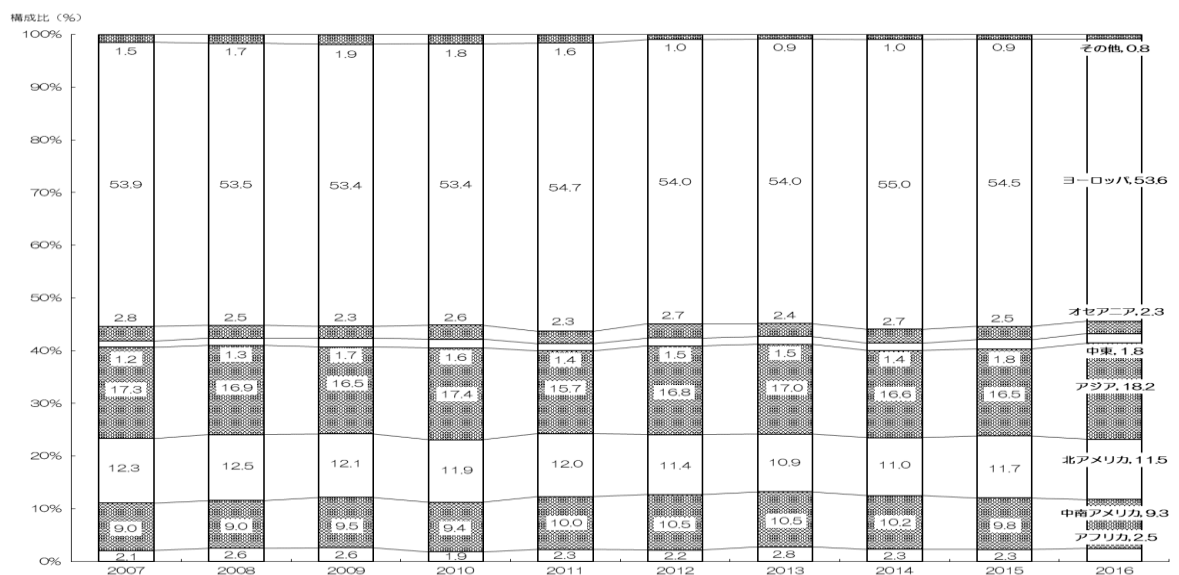 構成比（%）
100%
1.5 1.7 1.9 1.8 1.6 1.0 0.9 1.0 0.9 その他, 0.8
90%
80%
70%
53.9 53.5 53.4 53.4 54.7 54.0 54.0 55.0 54.5 ヨーロッパ, 53.6
60%
50%
2.8 2.5 2.3 2.6 2.3 2.7 2.4 2.7 2.5 オセアニア, 2.3
40%
1.2 1.3 1.7 1.6 1.4 1.5 1.5 1.4 1.8 中東, 1.8
17.3 16.9 16.5 17.4 15.7 16.8 17.0 16.6 16.5 アジア, 18.2
30%
20%
12.3 12.5 12.1 11.9 12.0 11.4 10.9 11.0 11.7 北アメリカ, 11.5
10%
9.0 9.0 9.5 9.4 10.0 10.5 10.5 10.2 9.8 中南アメリカ, 9.3
2.1 2.6 2.6 1.9 2.3 2.2 2.8 2.3 2.3 アフリカ, 2.5
0%
2007 2008 2009 2010 2011 2012 2013 2014 2015 2016